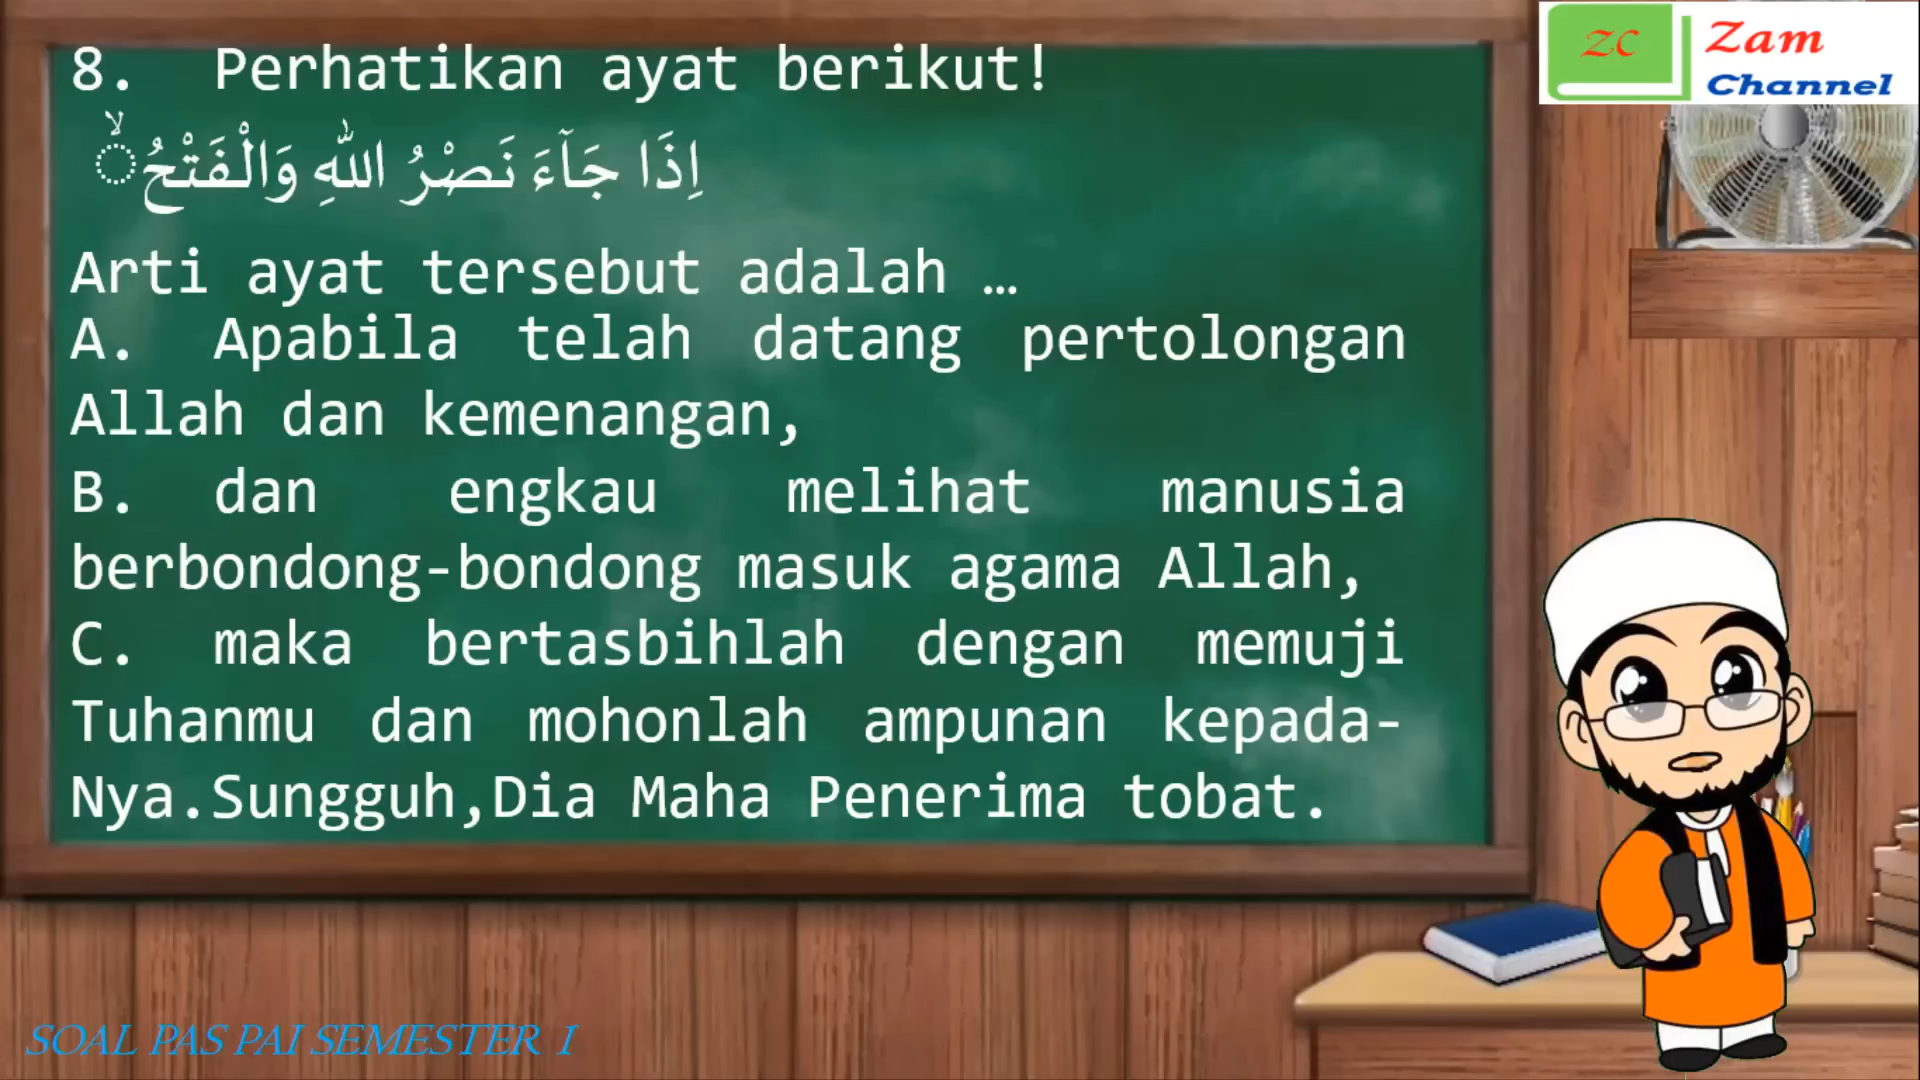 ZC Zam
Channel
8. Perhatikan ayat berikut!
اِذَا جَاۤءَ نَصْرُ اللّٰهِ وَالْفَتْحُۙ
Arti ayat tersebut adalah …
A. Apabila telah datang pertolongan
Allah dan kemenangan,
B. dan engkau melihat manusia
berbondong-bondong masuk agama Allah,
C. maka bertasbihlah dengan memuji
Tuhanmu dan mohonlah ampunan kepada-
Nya.Sungguh,Dia Maha Penerima tobat.
SOAL PAS PAI SEMESTER I